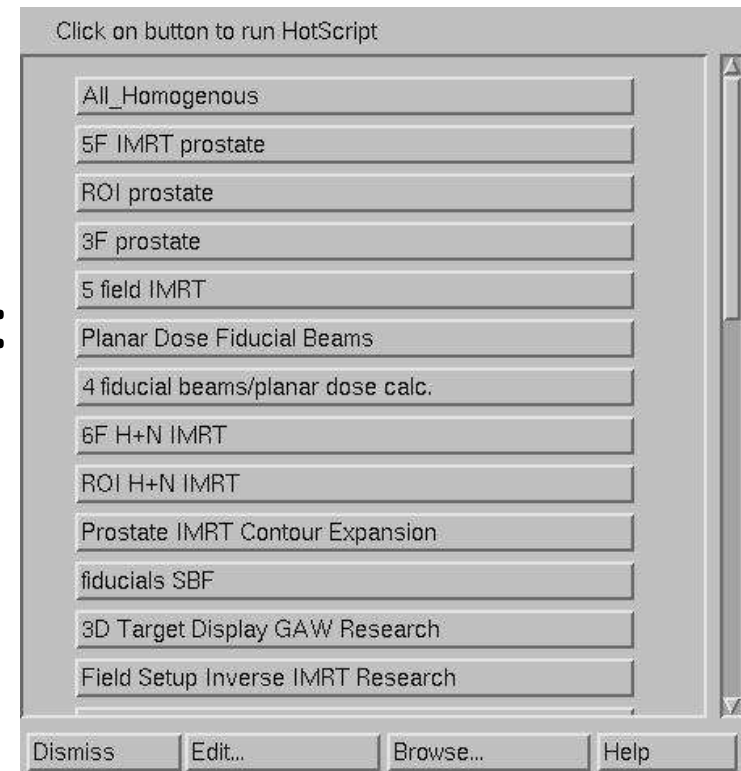 Click on button to run HotScript
All_Homogenous
5F IMRT prostate
ROI prostate
3F prostate
5 field IMRT
Planar Dose Fiducial Beams
4 fiducial beams/planar dose calc.
6F H+N IMRT
ROI H+N IMRT
Prostate IMRT Contour Expansion
fiducials SBF
3D Target Display GAW Research
Field Setup Inverse IMRT Research
Dismiss Edit... Browse... Help